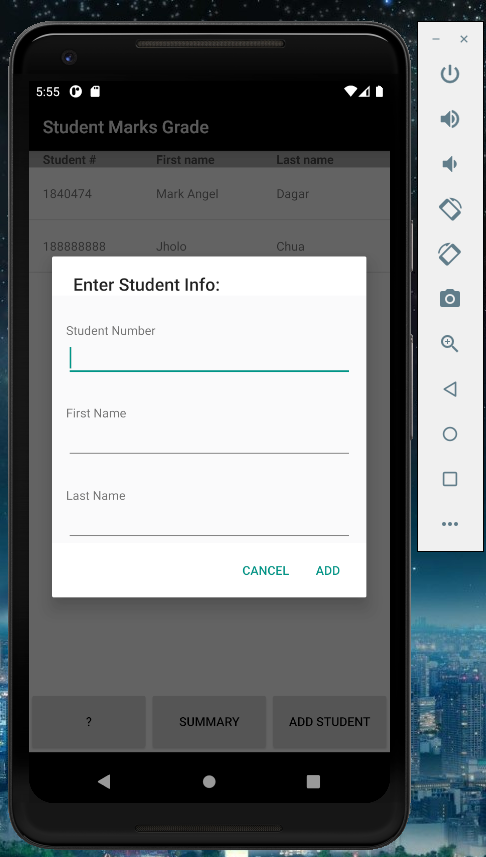 5:55
Student Marks Grade
Student # First name Last name
1840474 Mark Angel Dagar
188888888 Jholo Chua
Enter Student Info:
Student Number
First Name
Last Name
CANCEL ADD
? SUMMARY ADD STUDENT